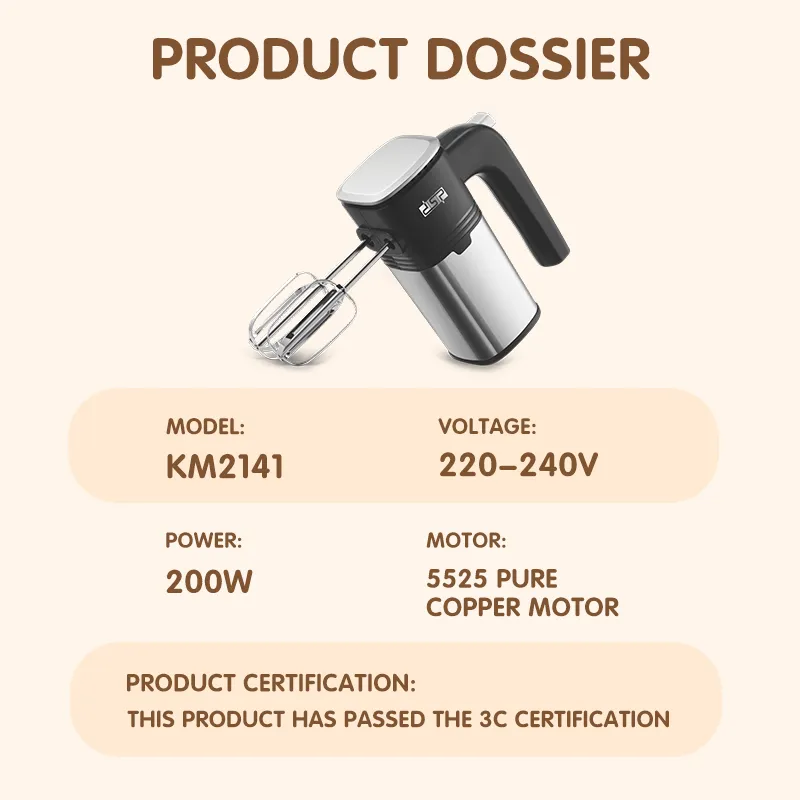 PRODUCT DOSSIER
dsp
MODEL:
KM2141
VOLTAGE:
220-240V
POWER:
200W
MOTOR:
5525 PURE
COPPER MOTOR
PRODUCT CERTIFICATION:
THIS PRODUCT HAS PASSED THE 3C CERTIFICATION